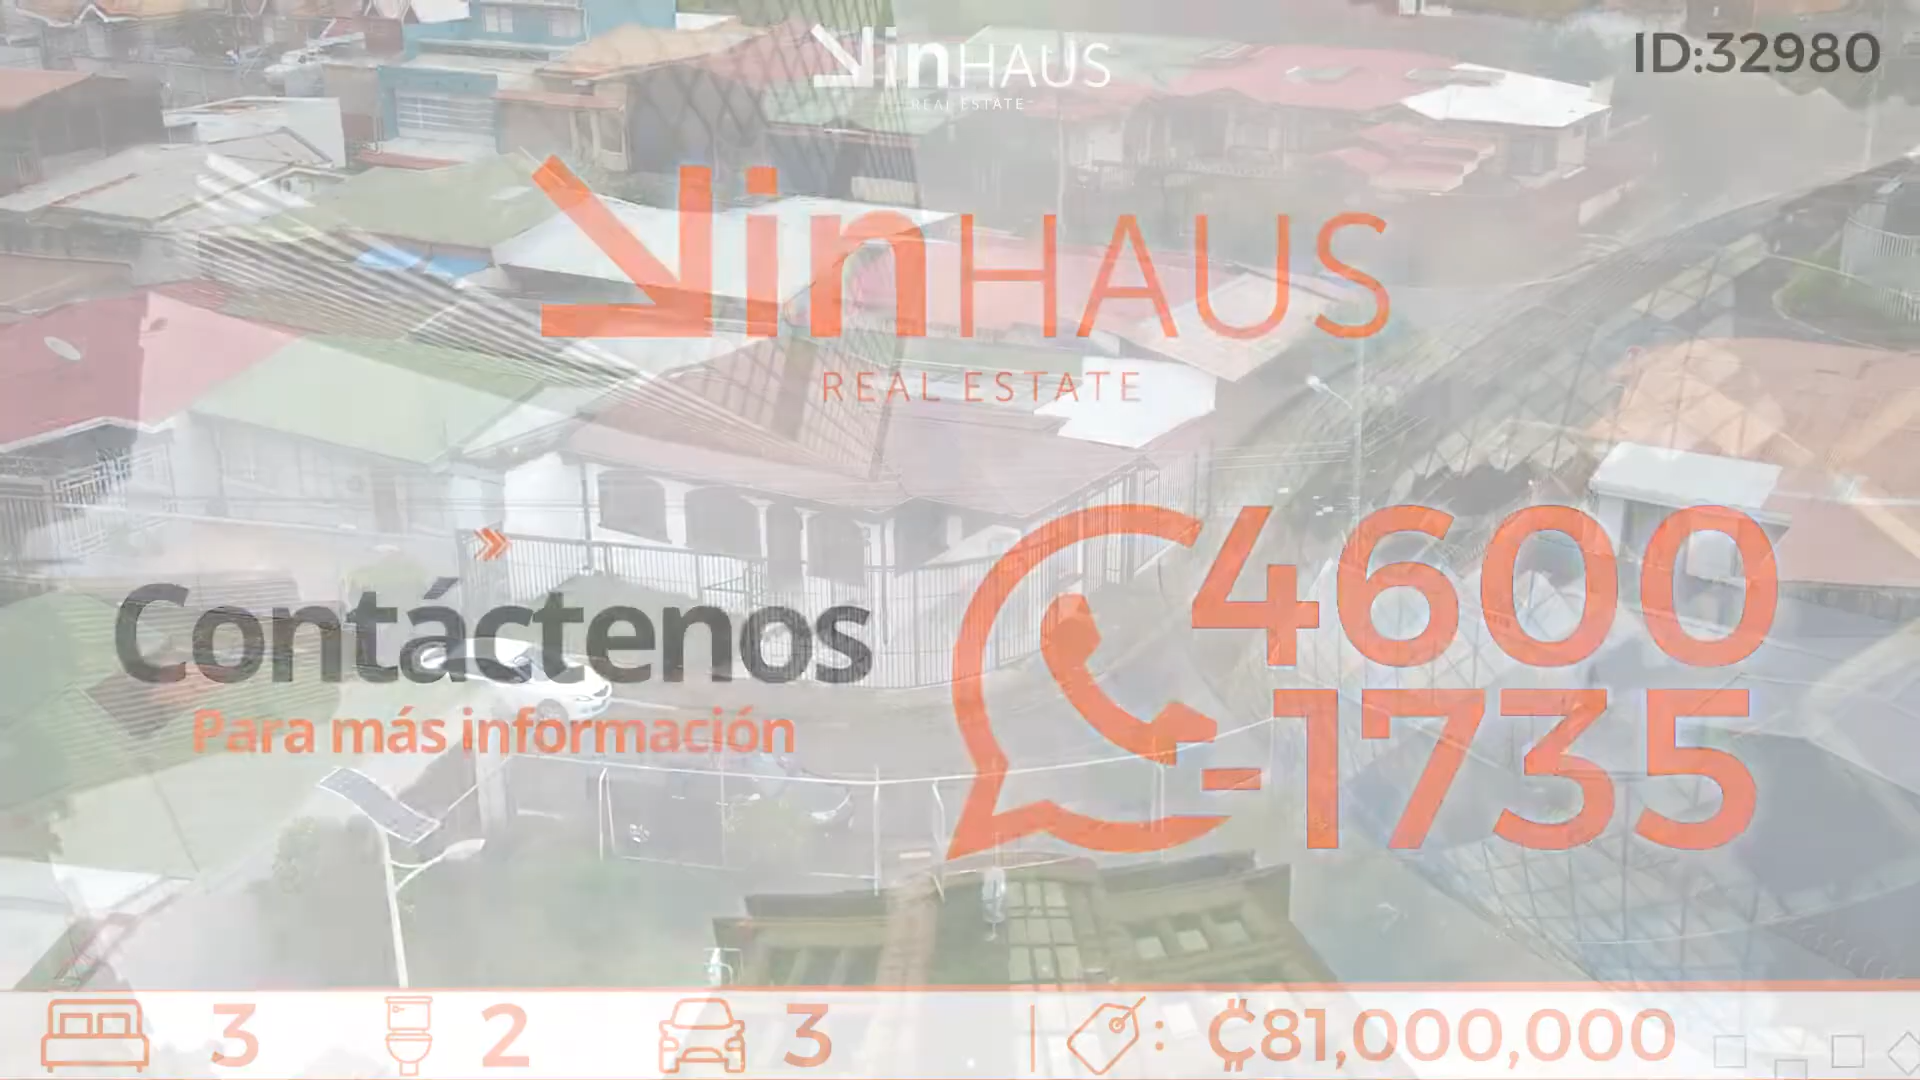 inHAUS
REAL ESTATE
ID:32980
inHAUS
REAL ESTATE
Contáctenos
Para más información
4600
-1735
3 2 3 | : ₡81,000,000